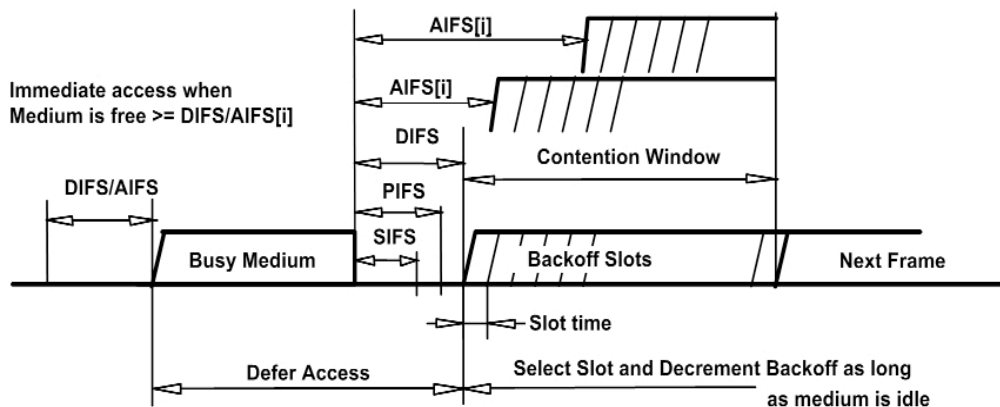 AIFS[i]
Immediate access when
Medium is free >= DIFS/AIFS[i]
AIFS[i]
DIFS
Contention Window
DIFS/AIFS
PIFS
SIFS
Busy Medium
Backoff Slots
Next Frame
Slot time
Defer Access
Select Slot and Decrement Backoff as long
as medium is idle